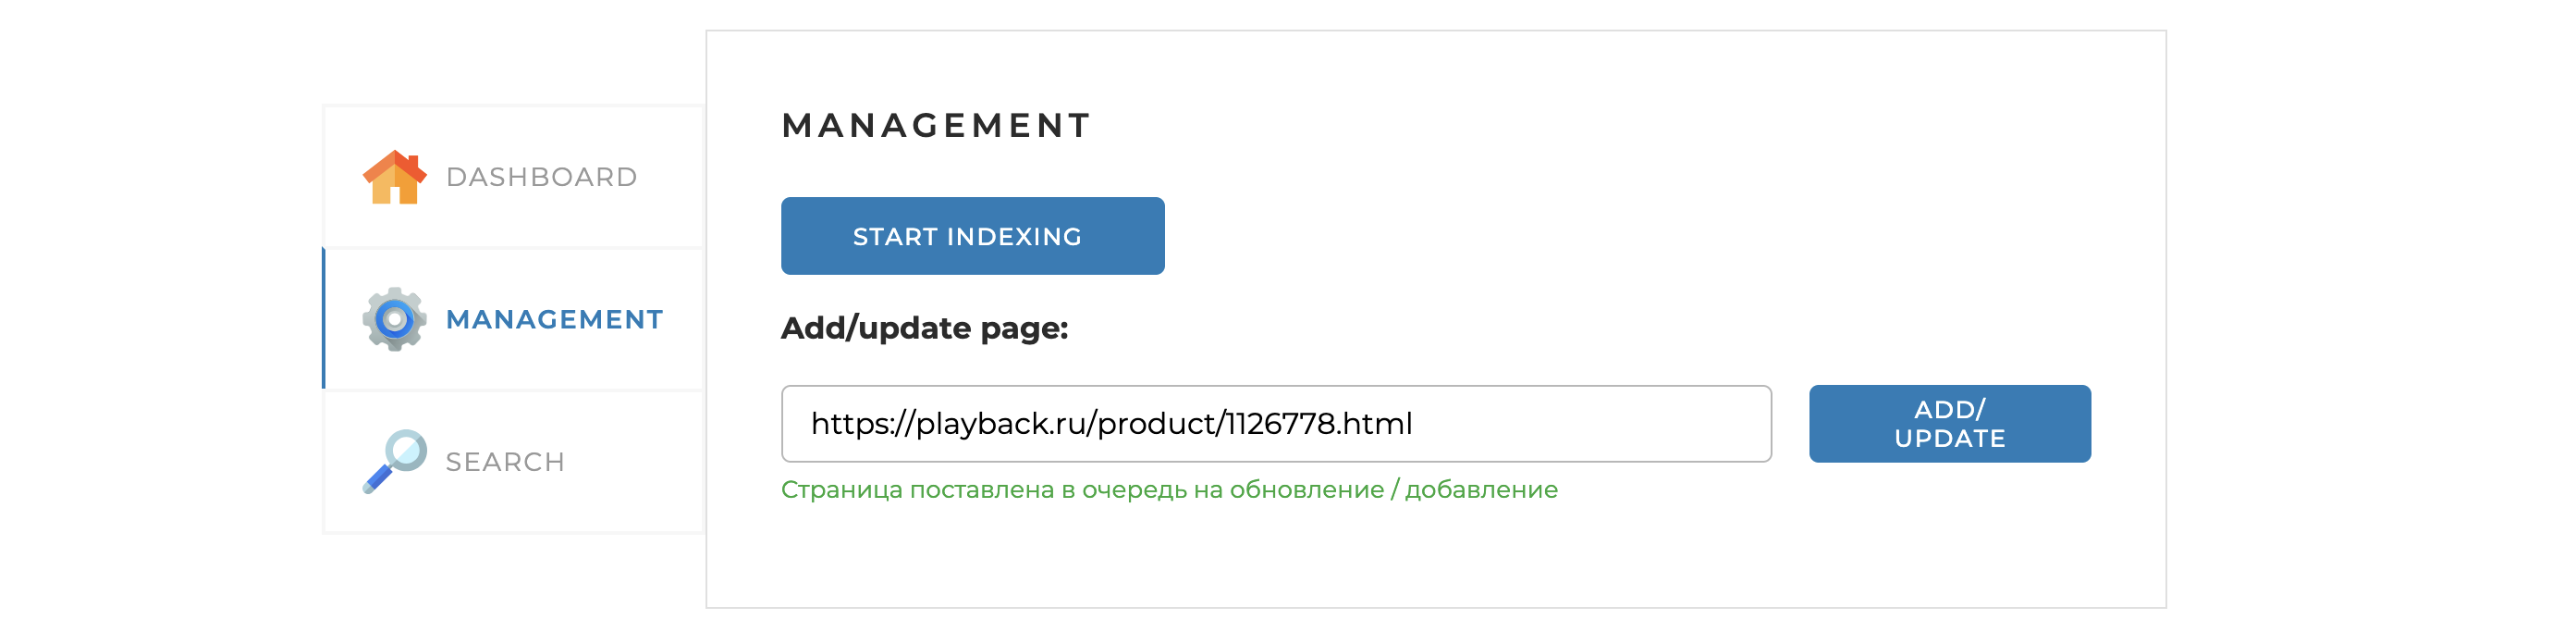 DASHBOARD
MANAGEMENT
SEARCH
MANAGEMENT
START INDEXING
Add/update page:
https://playback.ru/product/1126778.html
ADD/
UPDATE
Страница поставлена в очередь на обновление / добавление